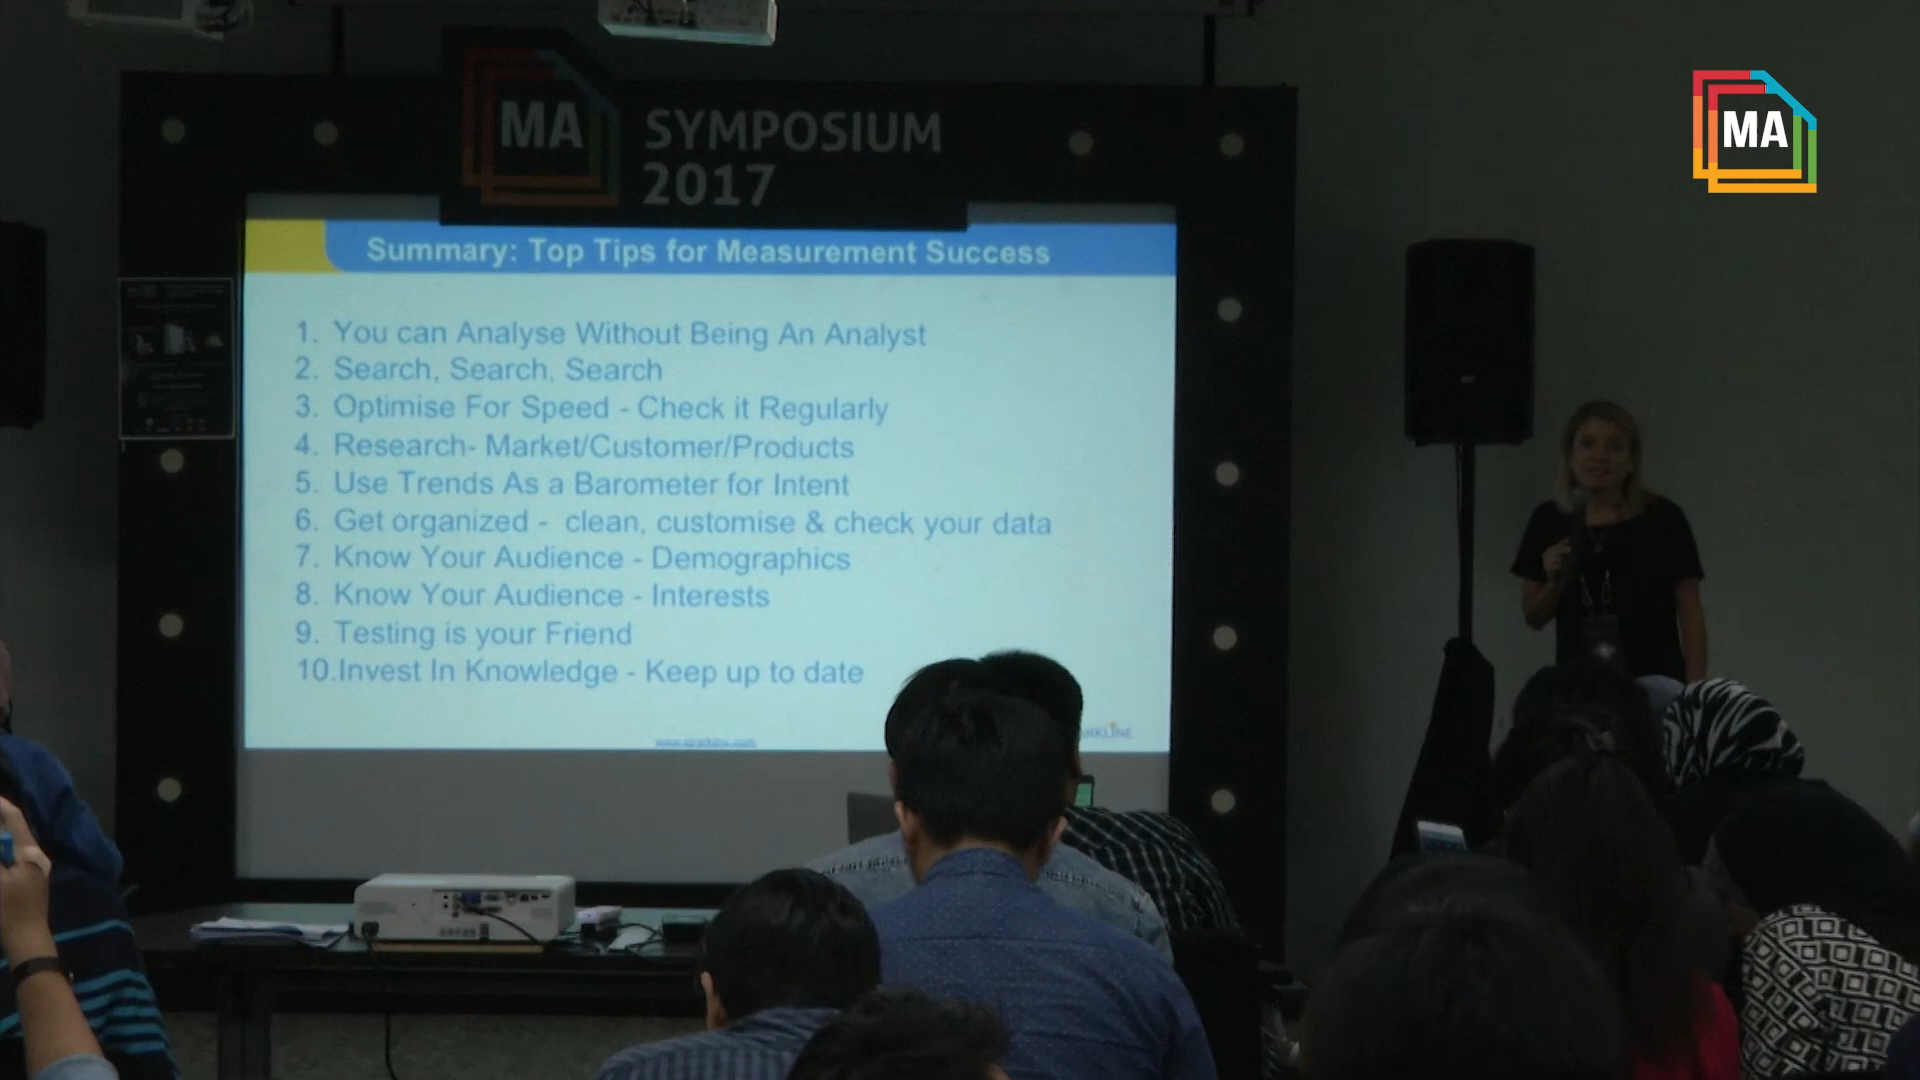 MA
SYMPOSIUM
2017
MA
Summary: Top Tips for Measurement Success
1. You can Analyse Without Being An Analyst
2. Search, Search, Search
3. Optimise For Speed - Check it Regularly
4. Research- Market/Customer/Products
5. Use Trends As a Barometer for Intent
6. Get organized - clean, customise & check your data
7. Know Your Audience - Demographics
8. Know Your Audience - Interests
9. Testing is your Friend
10.Invest In Knowledge - Keep up to date